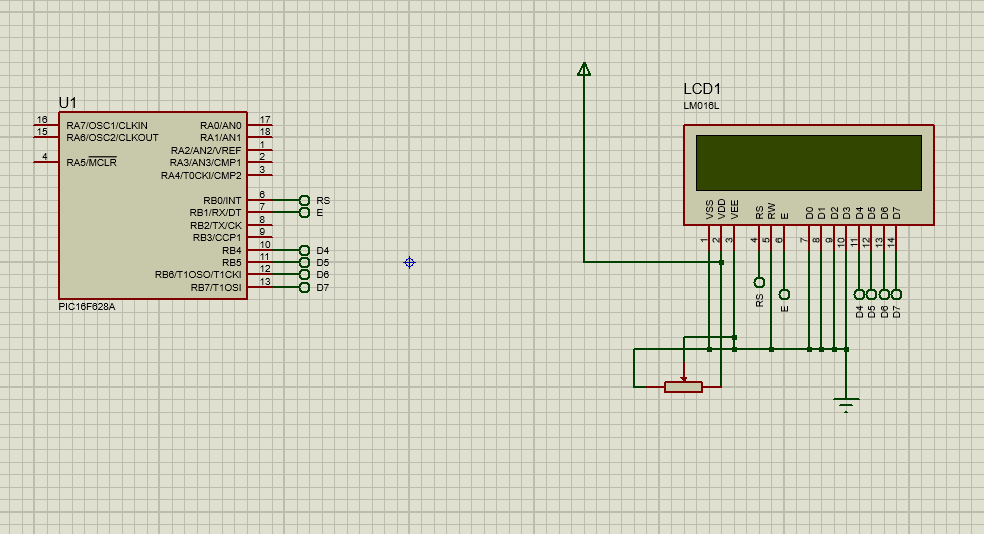 U1
16 RA7/OSC1/CLKIN RA0/AN0 17
15 RA6/OSC2/CLKOUT RA1/AN1 18
RA2/AN2/VREF 1
4 RA5/MCLR RA3/AN3/CMP1 2
RA4/T0CKI/CMP2 3
RB0/INT 6 RS
RB1/RX/DT 7 E
RB2/TX/CK 8
RB3/CCP1 9
RB4 10 D4
RB5 11 D5
RB6/T1OSO/T1CKI 12 D6
RB7/T1OSI 13 D7
PIC16F628A
LCD1
LM016L
VSS VDD VEE RS RW E D0 D1 D2 D3 D4 D5 D6 D7
1 2 3 4 5 6 7 8 9 10 11 12 13 14
RS E D4 D5 D6 D7